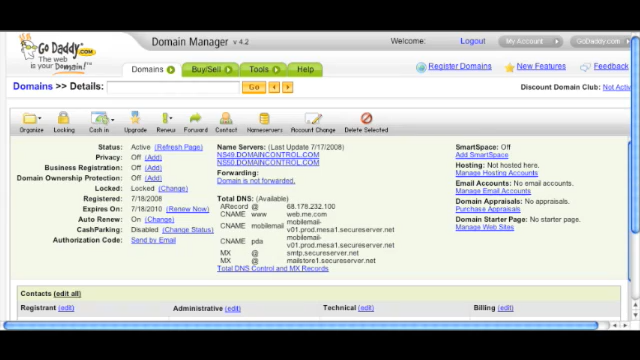 Go Daddy.COM
The web
is your Domain!™
Domain Manager v 4.2
Welcome:
Logout
My Account
GoDaddy.com
Domains
Buy/Sell
Tools
Help
Register Domains
New Features
Feedback
Domains >> Details:
Go
Discount Domain Club: Not Activ
Organize
Locking
Cash in
Upgrade
Renew
Forward
Contact
Nameservers
Account Change
Delete Selected
Status: Active (Refresh Page)
Privacy: Off (Add)
Business Registration: Off (Add)
Domain Ownership Protection: Off (Add)
Locked: Locked (Change)
Registered: 7/18/2008
Expires On: 7/18/2010 (Renew Now)
Auto Renew: On (Change)
CashParking: Disabled (Change Status)
Authorization Code: Send by Email
Name Servers: (Last Update 7/17/2008)
NS49.DOMAINCONTROL.COM
NS50.DOMAINCONTROL.COM
Forwarding:
Domain is not forwarded.
Total DNS: (Available)
ARecord @ 68.178.232.100
CNAME www web.me.com
CNAME mobilemail mobilemail-v01.prod.mesa1.secureserver.net
CNAME pda mobilemail-v01.prod.mesa1.secureserver.net
MX @ smtp.secureserver.net
MX @ mailstore1.secureserver.net
Total DNS Control and MX Records
SmartSpace: Off
Add SmartSpace
Hosting: Not hosted here.
Manage Hosting Accounts
Email Accounts: No email accounts.
Manage Email Accounts
Domain Appraisals: No appraisals.
Purchase Appraisals
Domain Starter Page: No starter page.
Manage Web Sites
Contacts (edit all)
Registrant (edit)
Administrative (edit)
Technical (edit)
Billing (edit)